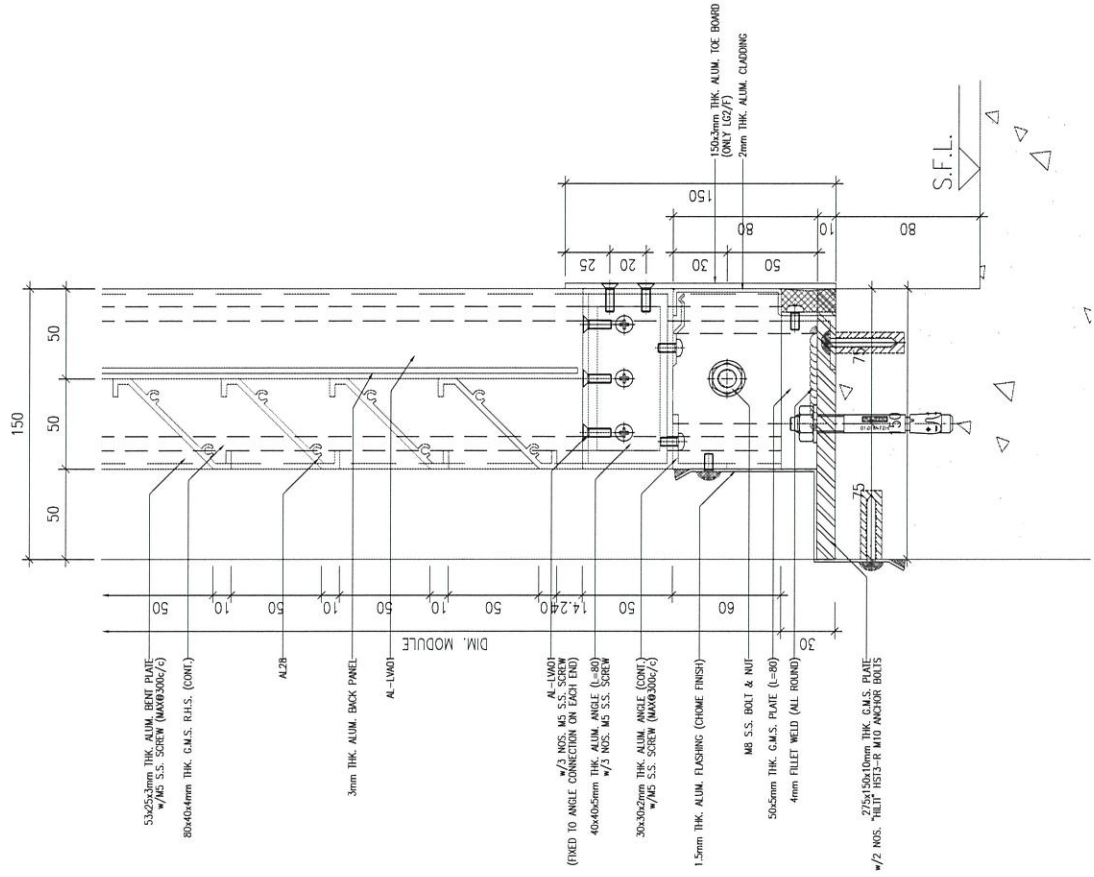 150
50
50
50
53x25x3mm THK. ALUM. BENT PLATE
w/M5 S.S. SCREW (MAX@300c/c)
80x40x4mm THK. G.M.S. R.H.S. (CONT.)
AL28
3mm THK. ALUM. BACK PANEL
AL-LVA01
AL-LVA01
w/3 NOS. M5 S.S. SCREW
(FIXED TO ANGLE CONNECTION ON EACH END)
40x40x5mm THK. ALUM. ANGLE (L=80)
w/3 NOS. M5 S.S. SCREW
30x30x2mm THK. ALUM. ANGLE (CONT.)
w/M5 S.S. SCREW (MAX@300c/c)
1.5mm THK. ALUM. FLASHING (CHOME FINISH)
M8 S.S. BOLT & NUT
50x5mm THK. G.M.S. PLATE (L=80)
4mm FILLET WELD (ALL ROUND)
275x150x10mm THK. G.M.S. PLATE
w/2 NOS. "HILTI" HST3-R M10 ANCHOR BOLTS
DIM. MODULE
50
10
50
10
50
10
50
10
14.24
50
60
30
25
20
30
50
150
80
10
80
75
75
50
150x3mm THK. ALUM. TOE BOARD
(ONLY LG2/F)
2mm THK. ALUM. CLADDING
S.F.L.